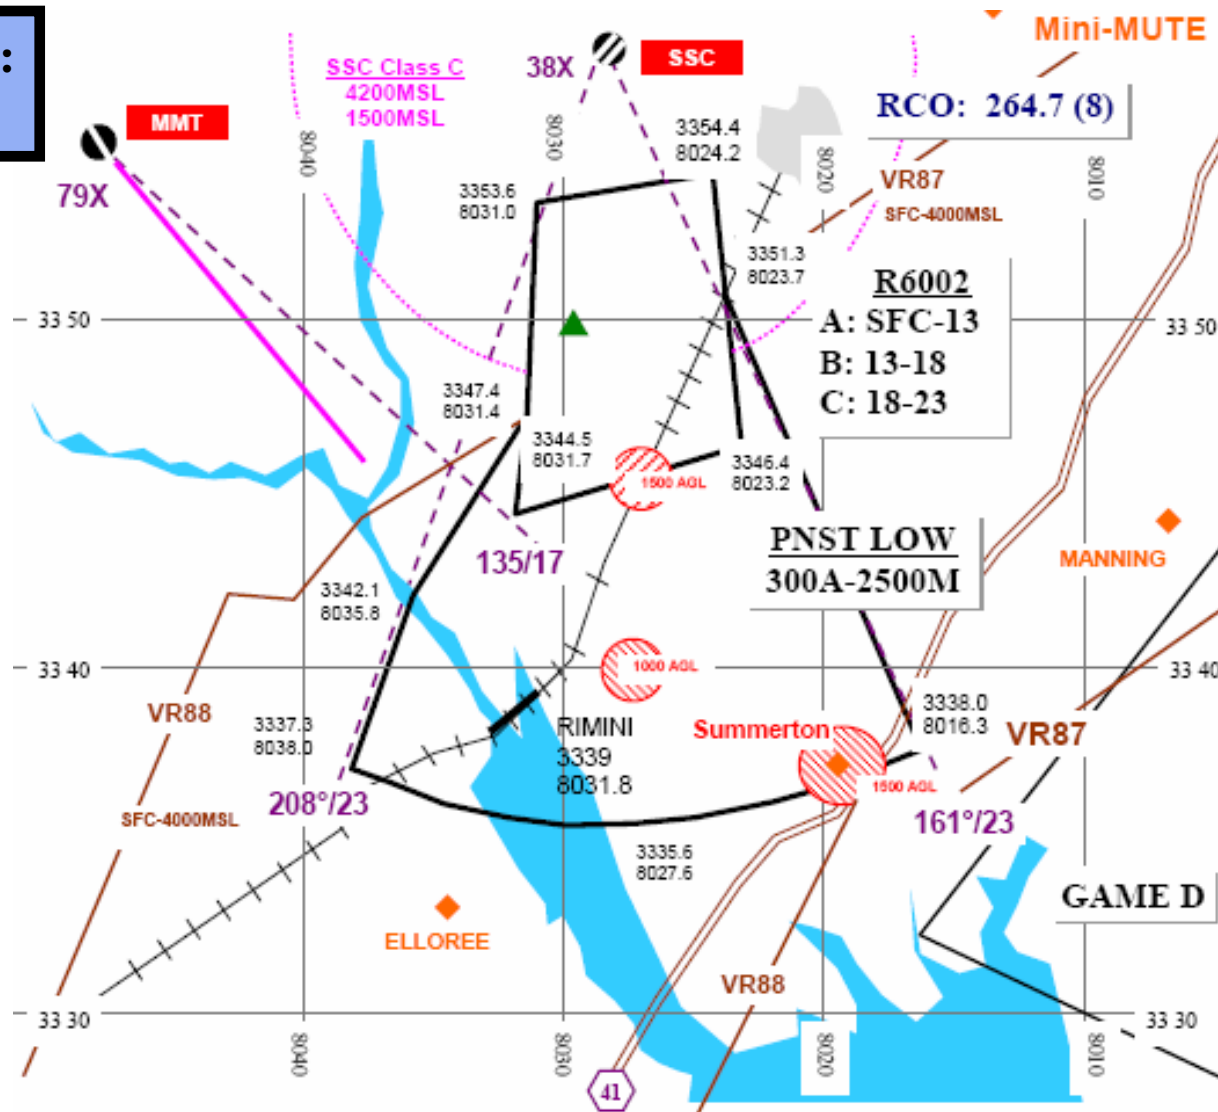 :
Mini-MUTE
SSC
38X
SSC Class C
4200MSL
1500MSL
RCO:  264.7 (8)
MMT
79X
8040
8030
3354.4
8024.2
8020
8010
VR87
SFC-4000MSL
3353.6
8031.0
3351.3
8023.7
R6002
A: SFC-13
B: 13-18
C: 18-23
33 50
33 50
3347.4
8031.4
3344.5
8031.7
3346.4
8023.2
1500 AGL
135/17
PNST LOW
300A-2500M
MANNING
3342.1
8035.8
33 40
33 40
1000 AGL
VR88
3337.3
8038.0
RIMINI
3339
8031.8
Summerton
3338.0
8016.3
VR87
1500 AGL
208°/23
SFC-4000MSL
161°/23
3335.6
8027.6
GAME D
ELLOREE
VR88
33 30
33 30
8040
8030
8020
8010
41